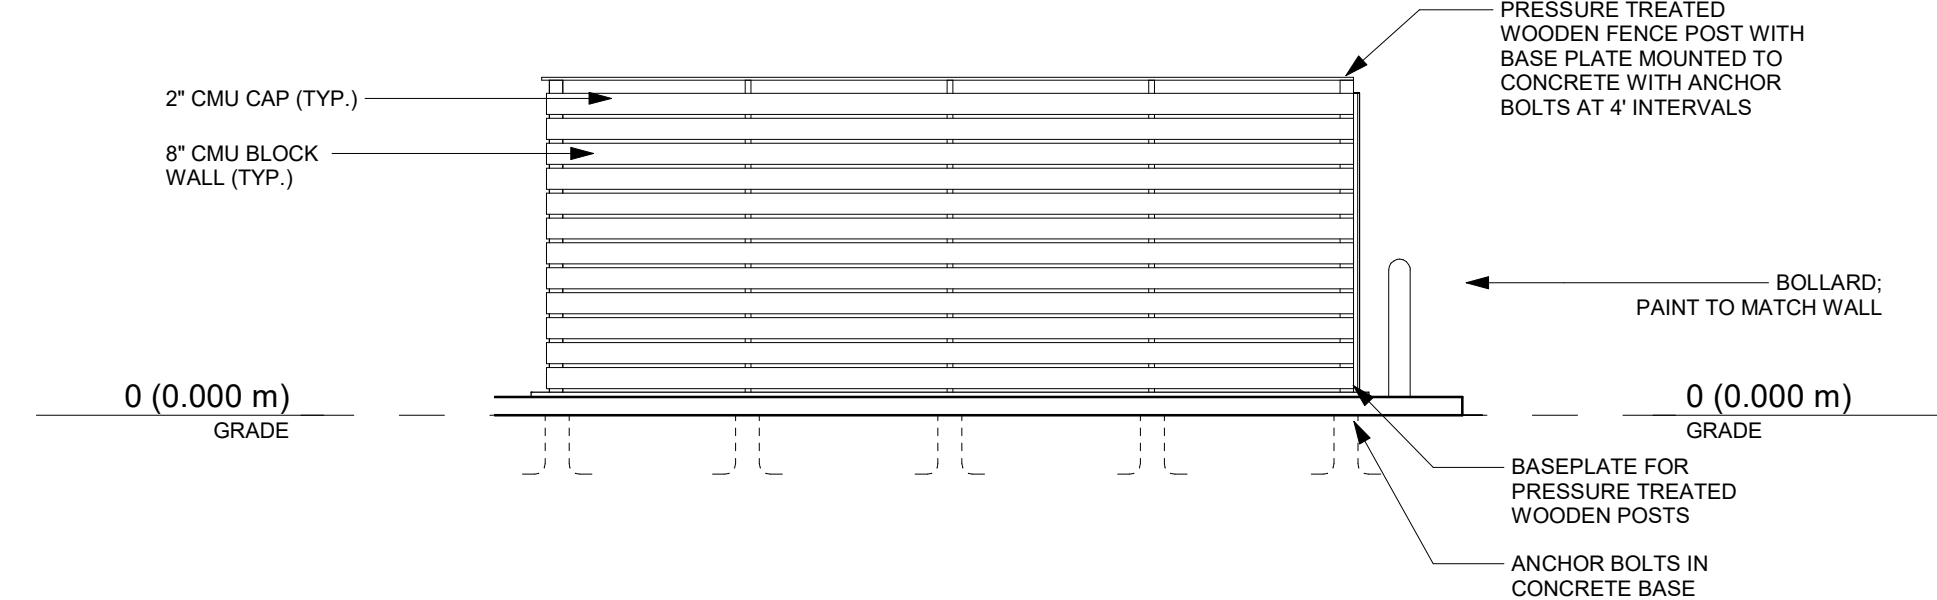 PRESSURE TREATED
WOODEN FENCE POST WITH
BASE PLATE MOUNTED TO
CONCRETE WITH ANCHOR
BOLTS AT 4' INTERVALS
2" CMU CAP (TYP.)
8" CMU BLOCK
WALL (TYP.)
BOLLARD;
PAINT TO MATCH WALL
0 (0.000 m)
GRADE
0 (0.000 m)
GRADE
BASEPLATE FOR
PRESSURE TREATED
WOODEN POSTS
ANCHOR BOLTS IN
CONCRETE BASE